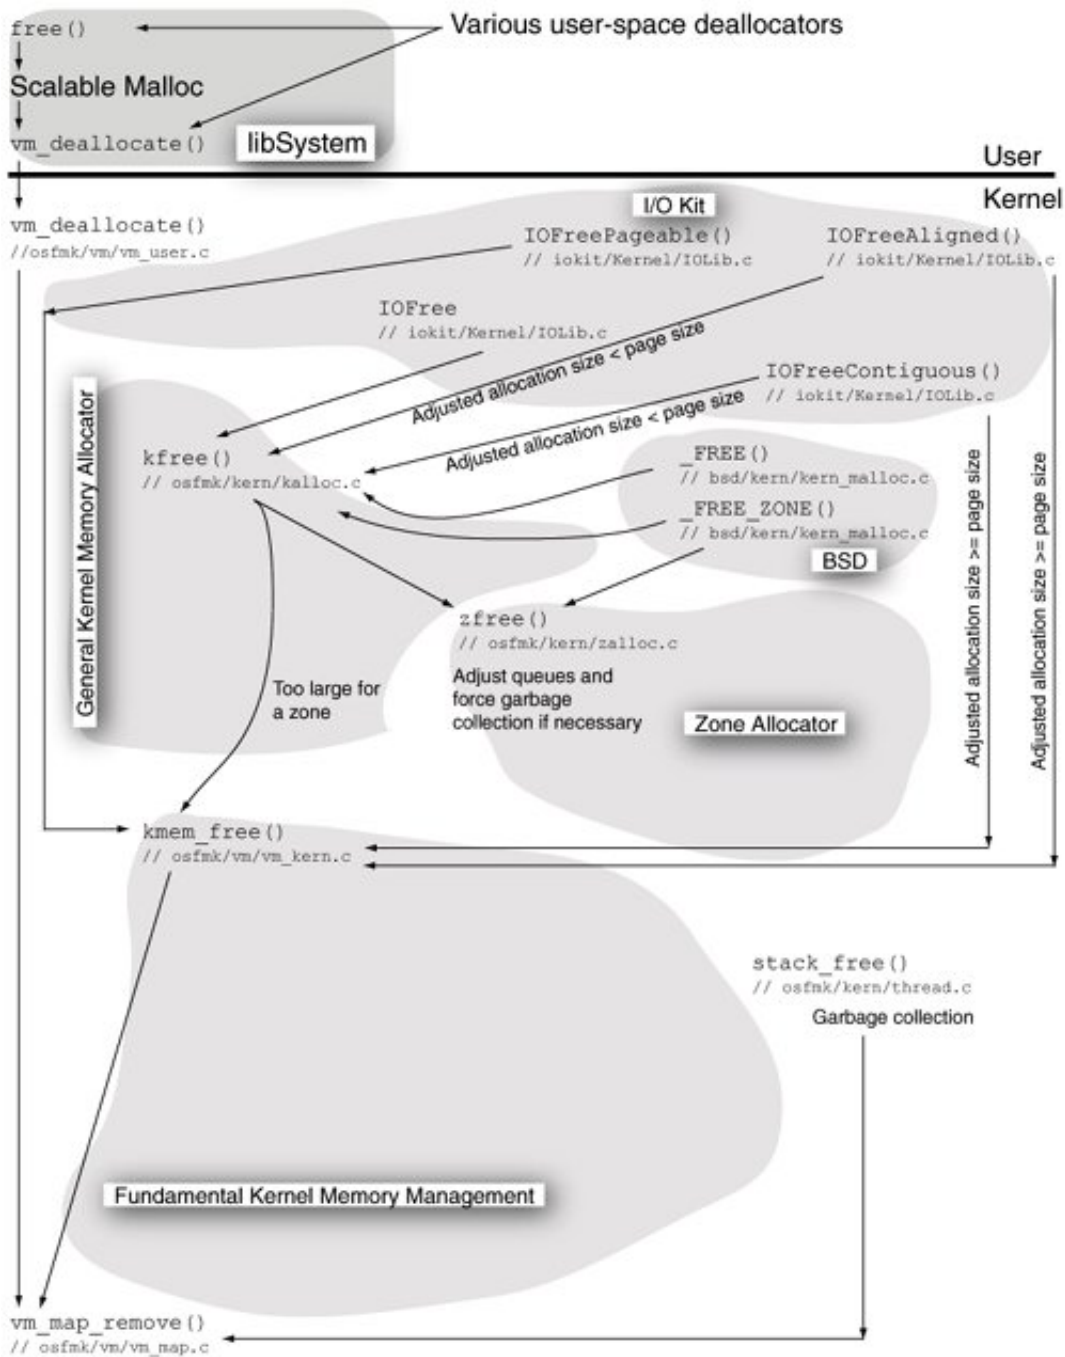 free()
Various user-space deallocators
Scalable Malloc
vm_deallocate()
libSystem
User
Kernel
vm_deallocate()
//osfmk/vm/vm_user.c
I/O Kit
IOFreePageable()
// iokit/Kernel/IOLib.c
IOFreeAligned()
// iokit/Kernel/IOLib.c
IOFree
// iokit/Kernel/IOLib.c
Adjusted allocation size < page size
IOFreeContiguous()
// iokit/Kernel/IOLib.c
Adjusted allocation size < page size
General Kernel Memory Allocator
kfree()
// osfmk/kern/kalloc.c
_FREE()
// bsd/kern/kern_malloc.c
_FREE_ZONE()
// bsd/kern/kern_malloc.c
BSD
Adjusted allocation size >= page size
Adjusted allocation size >= page size
zfree()
// osfmk/kern/zalloc.c
Adjust queues and
force garbage
collection if necessary
Too large for
a zone
Zone Allocator
kmem_free()
// osfmk/vm/vm_kern.c
stack_free()
// osfmk/kern/thread.c
Garbage collection
Fundamental Kernel Memory Management
vm_map_remove()
// osfmk/vm/vm_map.c